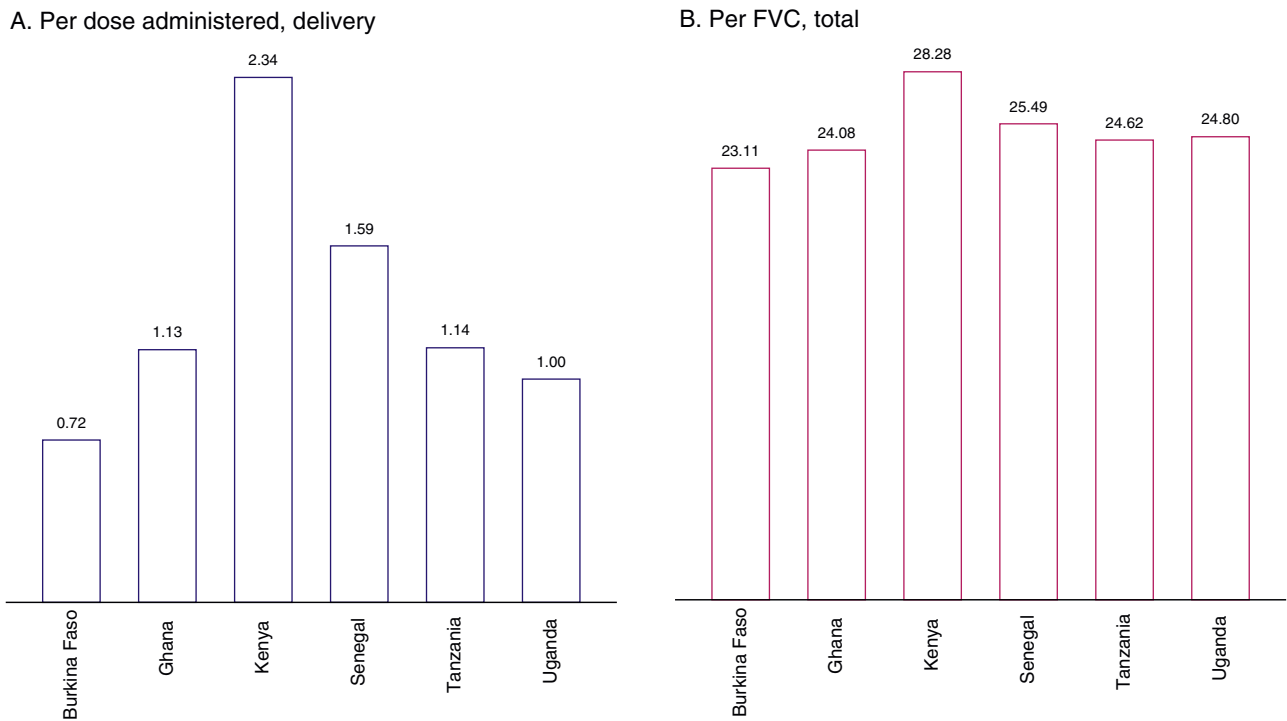 A. Per dose administered, delivery
2.34
1.59
1.13
1.14
1.00
0.72
Burkina Faso
Ghana
Kenya
Senegal
Tanzania
Uganda
B. Per FVC, total
28.28
25.49
24.08
24.62
24.80
23.11
Burkina Faso
Ghana
Kenya
Senegal
Tanzania
Uganda